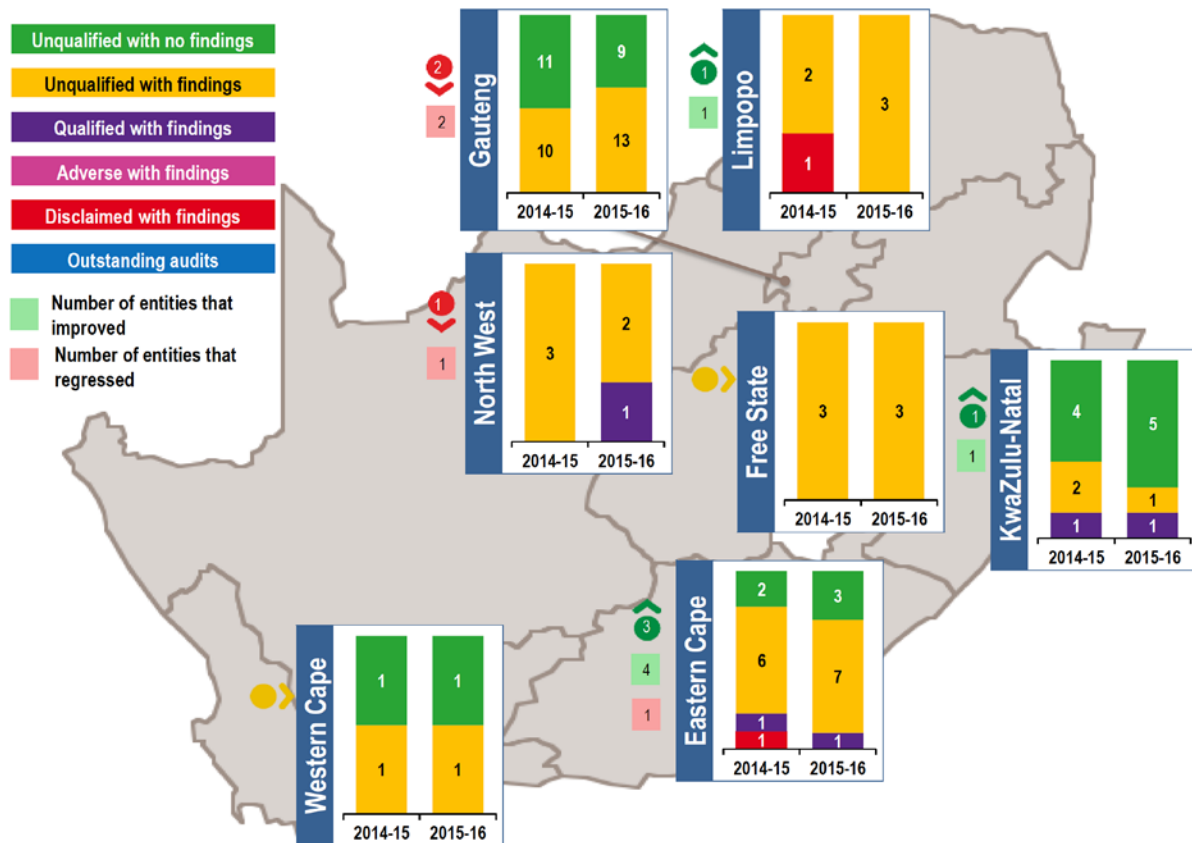 Unqualified with no findings
Unqualified with findings
Qualified with findings
Adverse with findings
Disclaimed with findings
Outstanding audits
Number of entities that
improved
Number of entities that
regressed
2
2
Gauteng
11
9
10
13
2014-15 2015-16
1
1
Limpopo
2
3
1
2014-15 2015-16
1
1
North West
3
2
1
2014-15 2015-16
Free State
3
3
2014-15 2015-16
1
1
KwaZulu-Natal
4
5
2
1
1
1
2014-15 2015-16
3
4
1
Eastern Cape
2
3
6
7
1
1
1
2014-15 2015-16
Western Cape
1
1
1
1
2014-15 2015-16